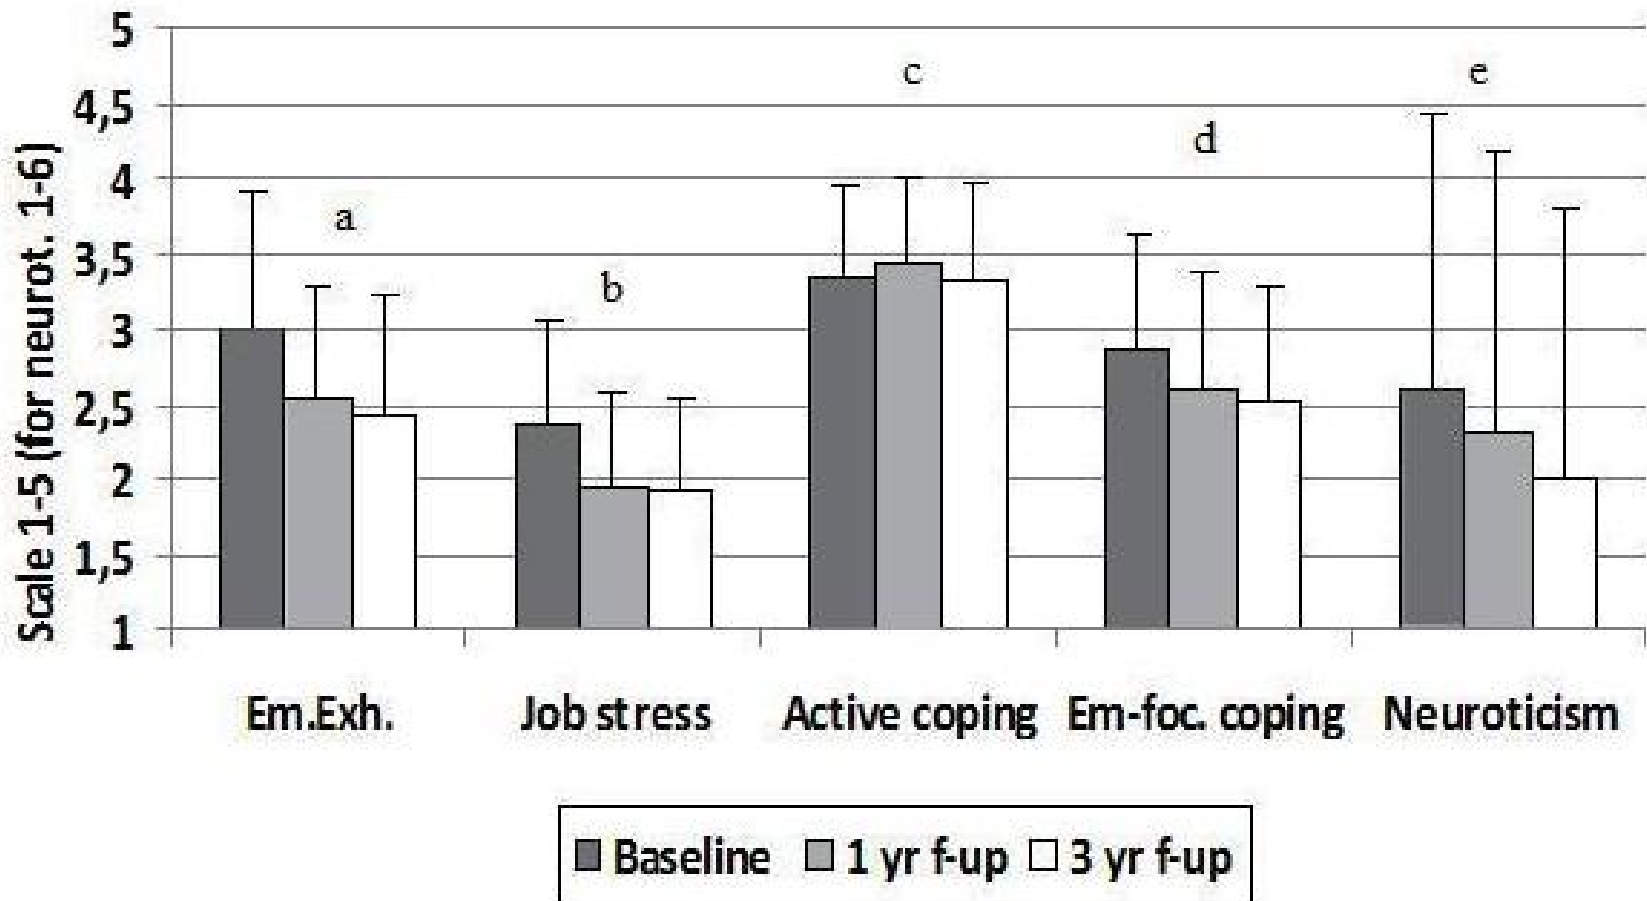 Scale 1-5 (for neurot. 1-6)
5
4,5
4
3,5
3
2,5
2
1,5
1
a
b
c
d
e
Em.Exh.
Job stress
Active coping
Em-foc. coping
Neuroticism
Baseline
1 yr f-up
3 yr f-up